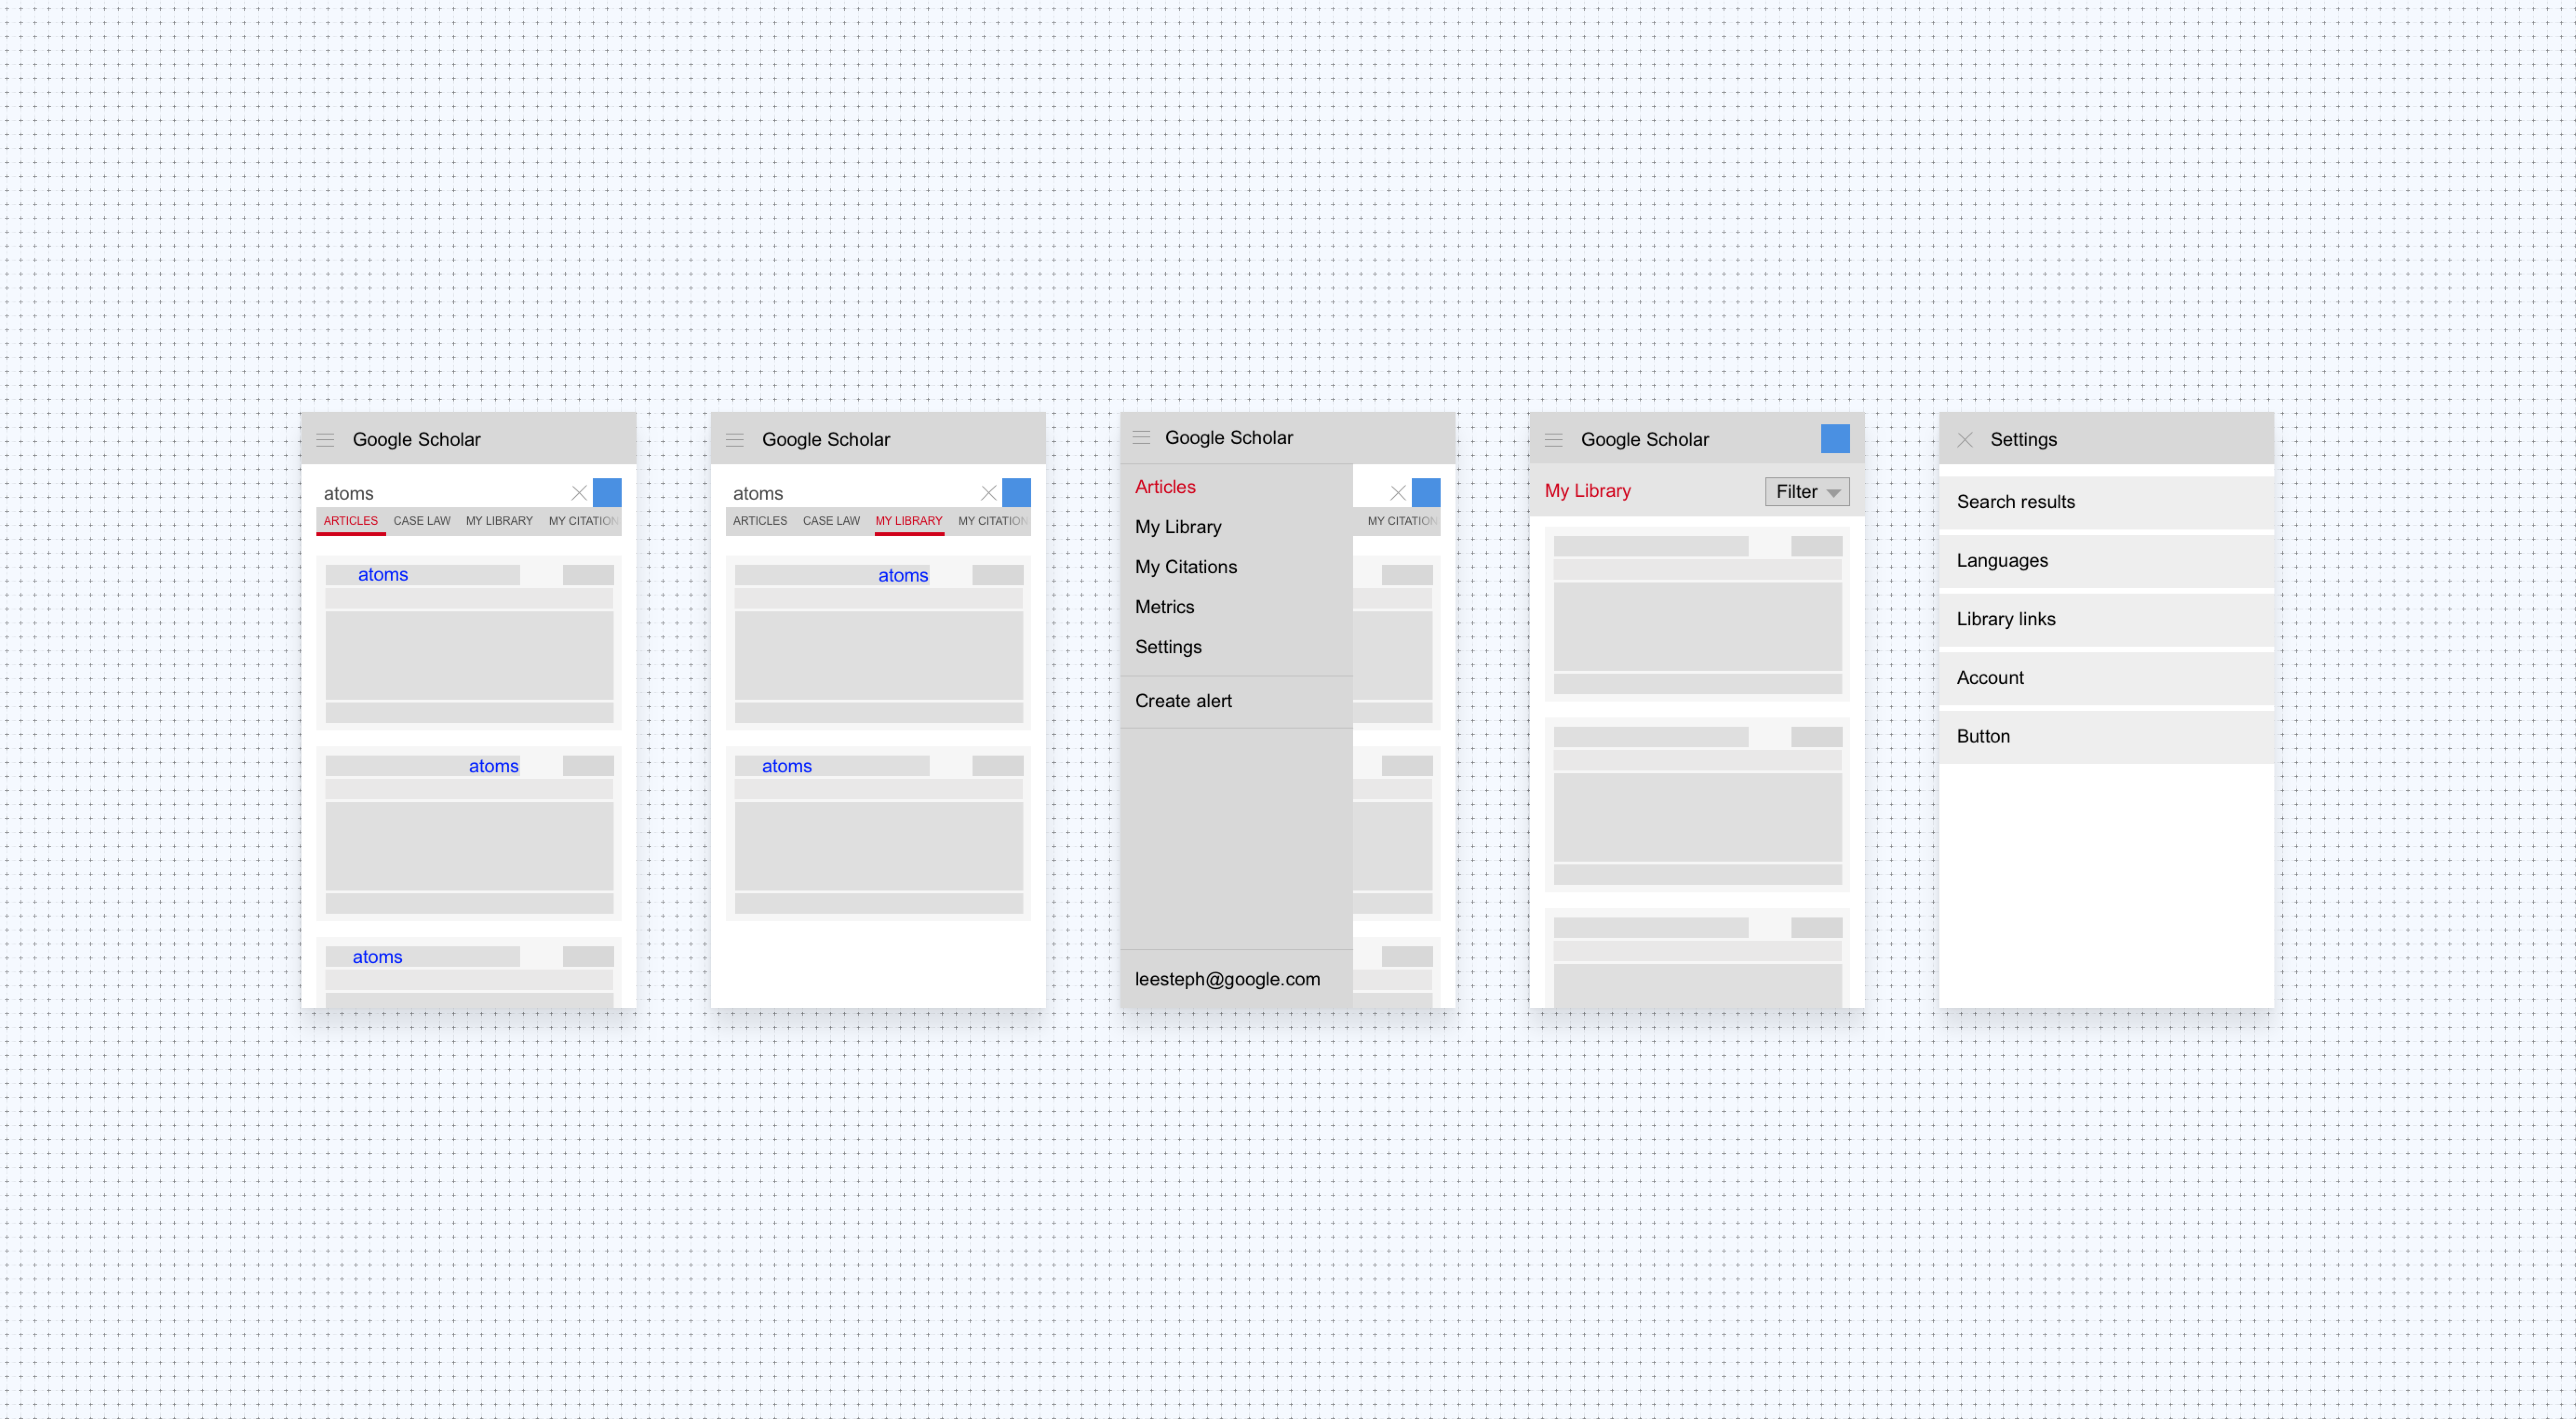 Google Scholar
atoms
ARTICLES CASE LAW MY LIBRARY MY CITATION
atoms
atoms
atoms
Google Scholar
atoms
ARTICLES CASE LAW MY LIBRARY MY CITATION
atoms
atoms
Google Scholar
Articles
My Library
My Citations
Metrics
Settings
Create alert
leesteph@google.com
MY CITATION
Google Scholar
My Library
Filter
Settings
Search results
Languages
Library links
Account
Button